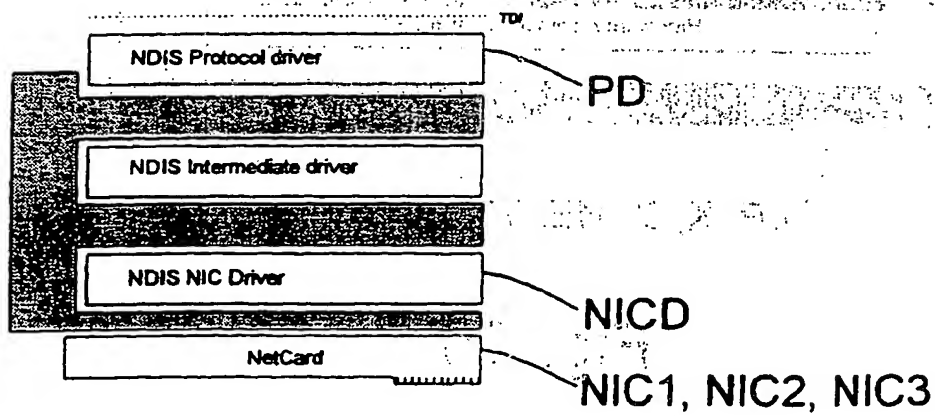 TDI
NDIS Protocol driver
PD
NDIS Intermediate driver
NDIS NIC Driver
NICD
NetCard
NIC1, NIC2, NIC3